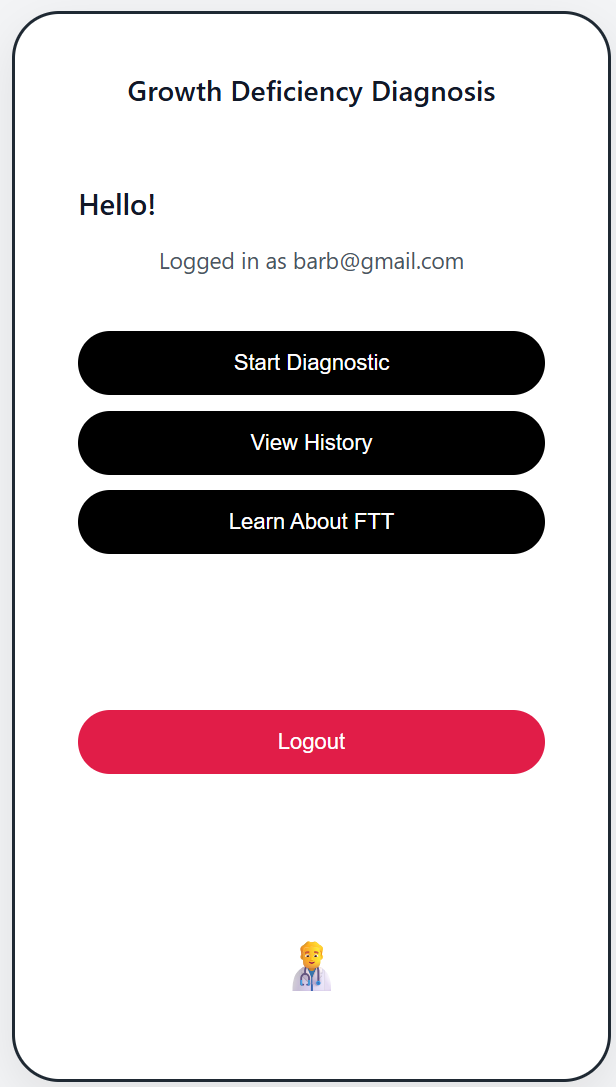 Growth Deficiency Diagnosis
Hello!
Logged in as barb@gmail.com
Start Diagnostic
View History
Learn About FTT
Logout